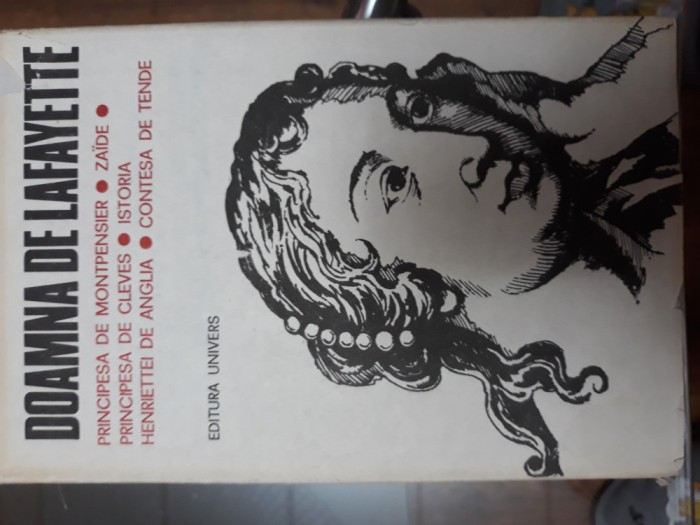 DOAMNA DE LAFAYETTE
PRINCIPESA DE MONTPENSIER • ZAÏDE •
PRINCIPESA DE CLEVES • ISTORIA
HENRIETTEI DE ANGLIA • CONTESA DE TENDE
EDITURA UNIVERS